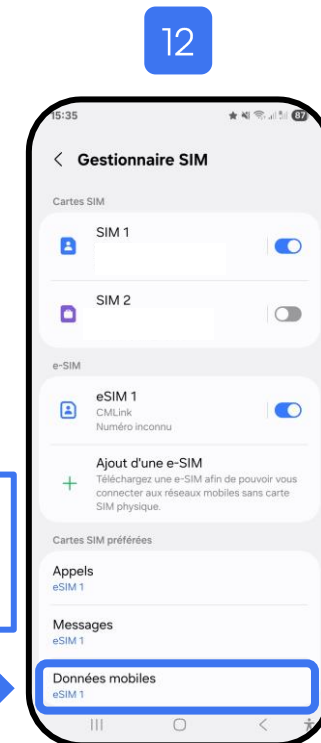 12
15:35
87
< Gestionnaire SIM
Cartes SIM
SIM 1
SIM 2
e-SIM
eSIM 1
CMLink
Numéro inconnu
+ Ajout d'une e-SIM
Téléchargez une e-SIM afin de pouvoir vous
connecter aux réseaux mobiles sans carte
SIM physique.
Cartes SIM préférées
Appels
eSIM 1
Messages
eSIM 1
Données mobiles
eSIM 1